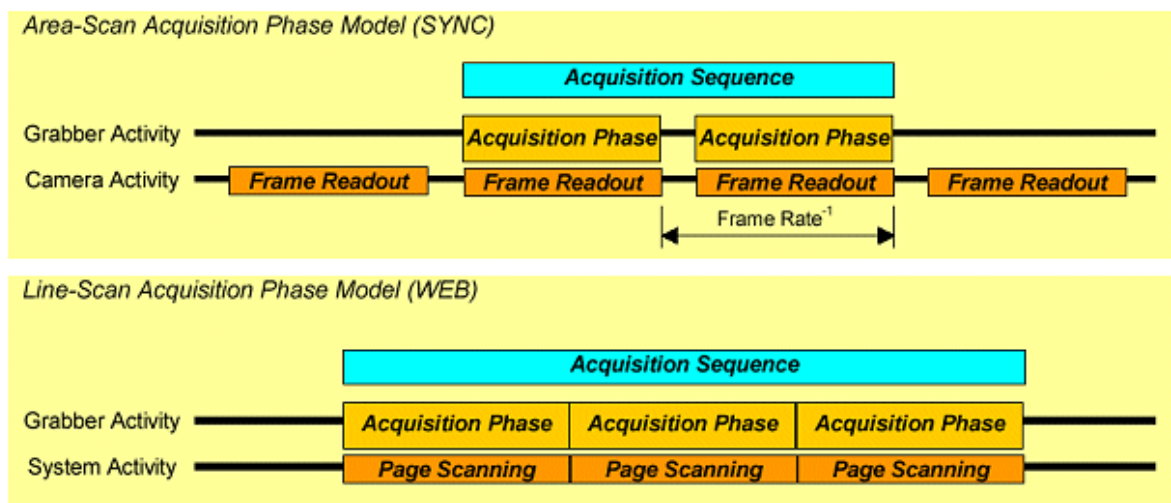 Area-Scan Acquisition Phase Model (SYNC)
Acquisition Sequence
Grabber Activity Acquisition Phase Acquisition Phase
Camera Activity Frame Readout Frame Readout Frame Readout Frame Readout
Frame Rate-1
Line-Scan Acquisition Phase Model (WEB)
Acquisition Sequence
Grabber Activity Acquisition Phase Acquisition Phase Acquisition Phase
System Activity Page Scanning Page Scanning Page Scanning